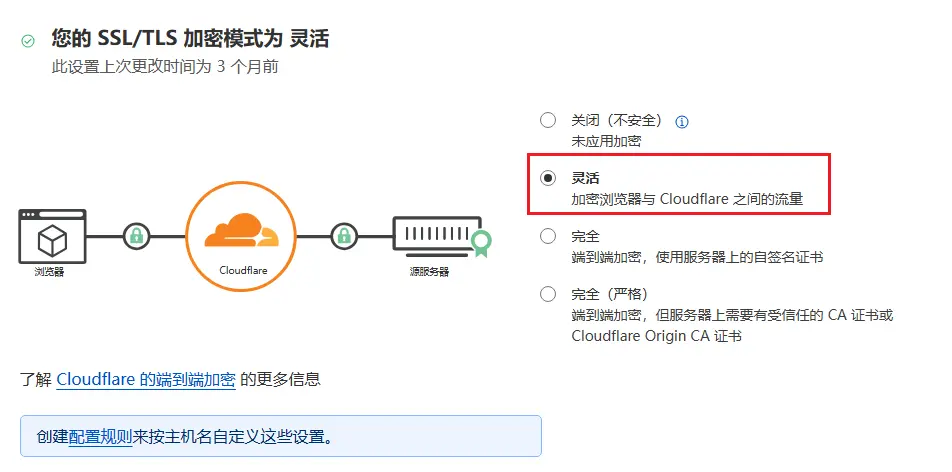 您的 SSL/TLS 加密模式为 灵活
此设置上次更改时间为 3 个月前
关闭（不安全）
未应用加密
灵活
加密浏览器与 Cloudflare 之间的流量
完全
端到端加密，使用服务器上的自签名证书
完全（严格）
端到端加密，但服务器上需要有受信任的 CA 证书或
Cloudflare Origin CA 证书
浏览器
Cloudflare
源服务器
了解 Cloudflare 的端到端加密 的更多信息
创建配置规则来按主机名自定义这些设置。